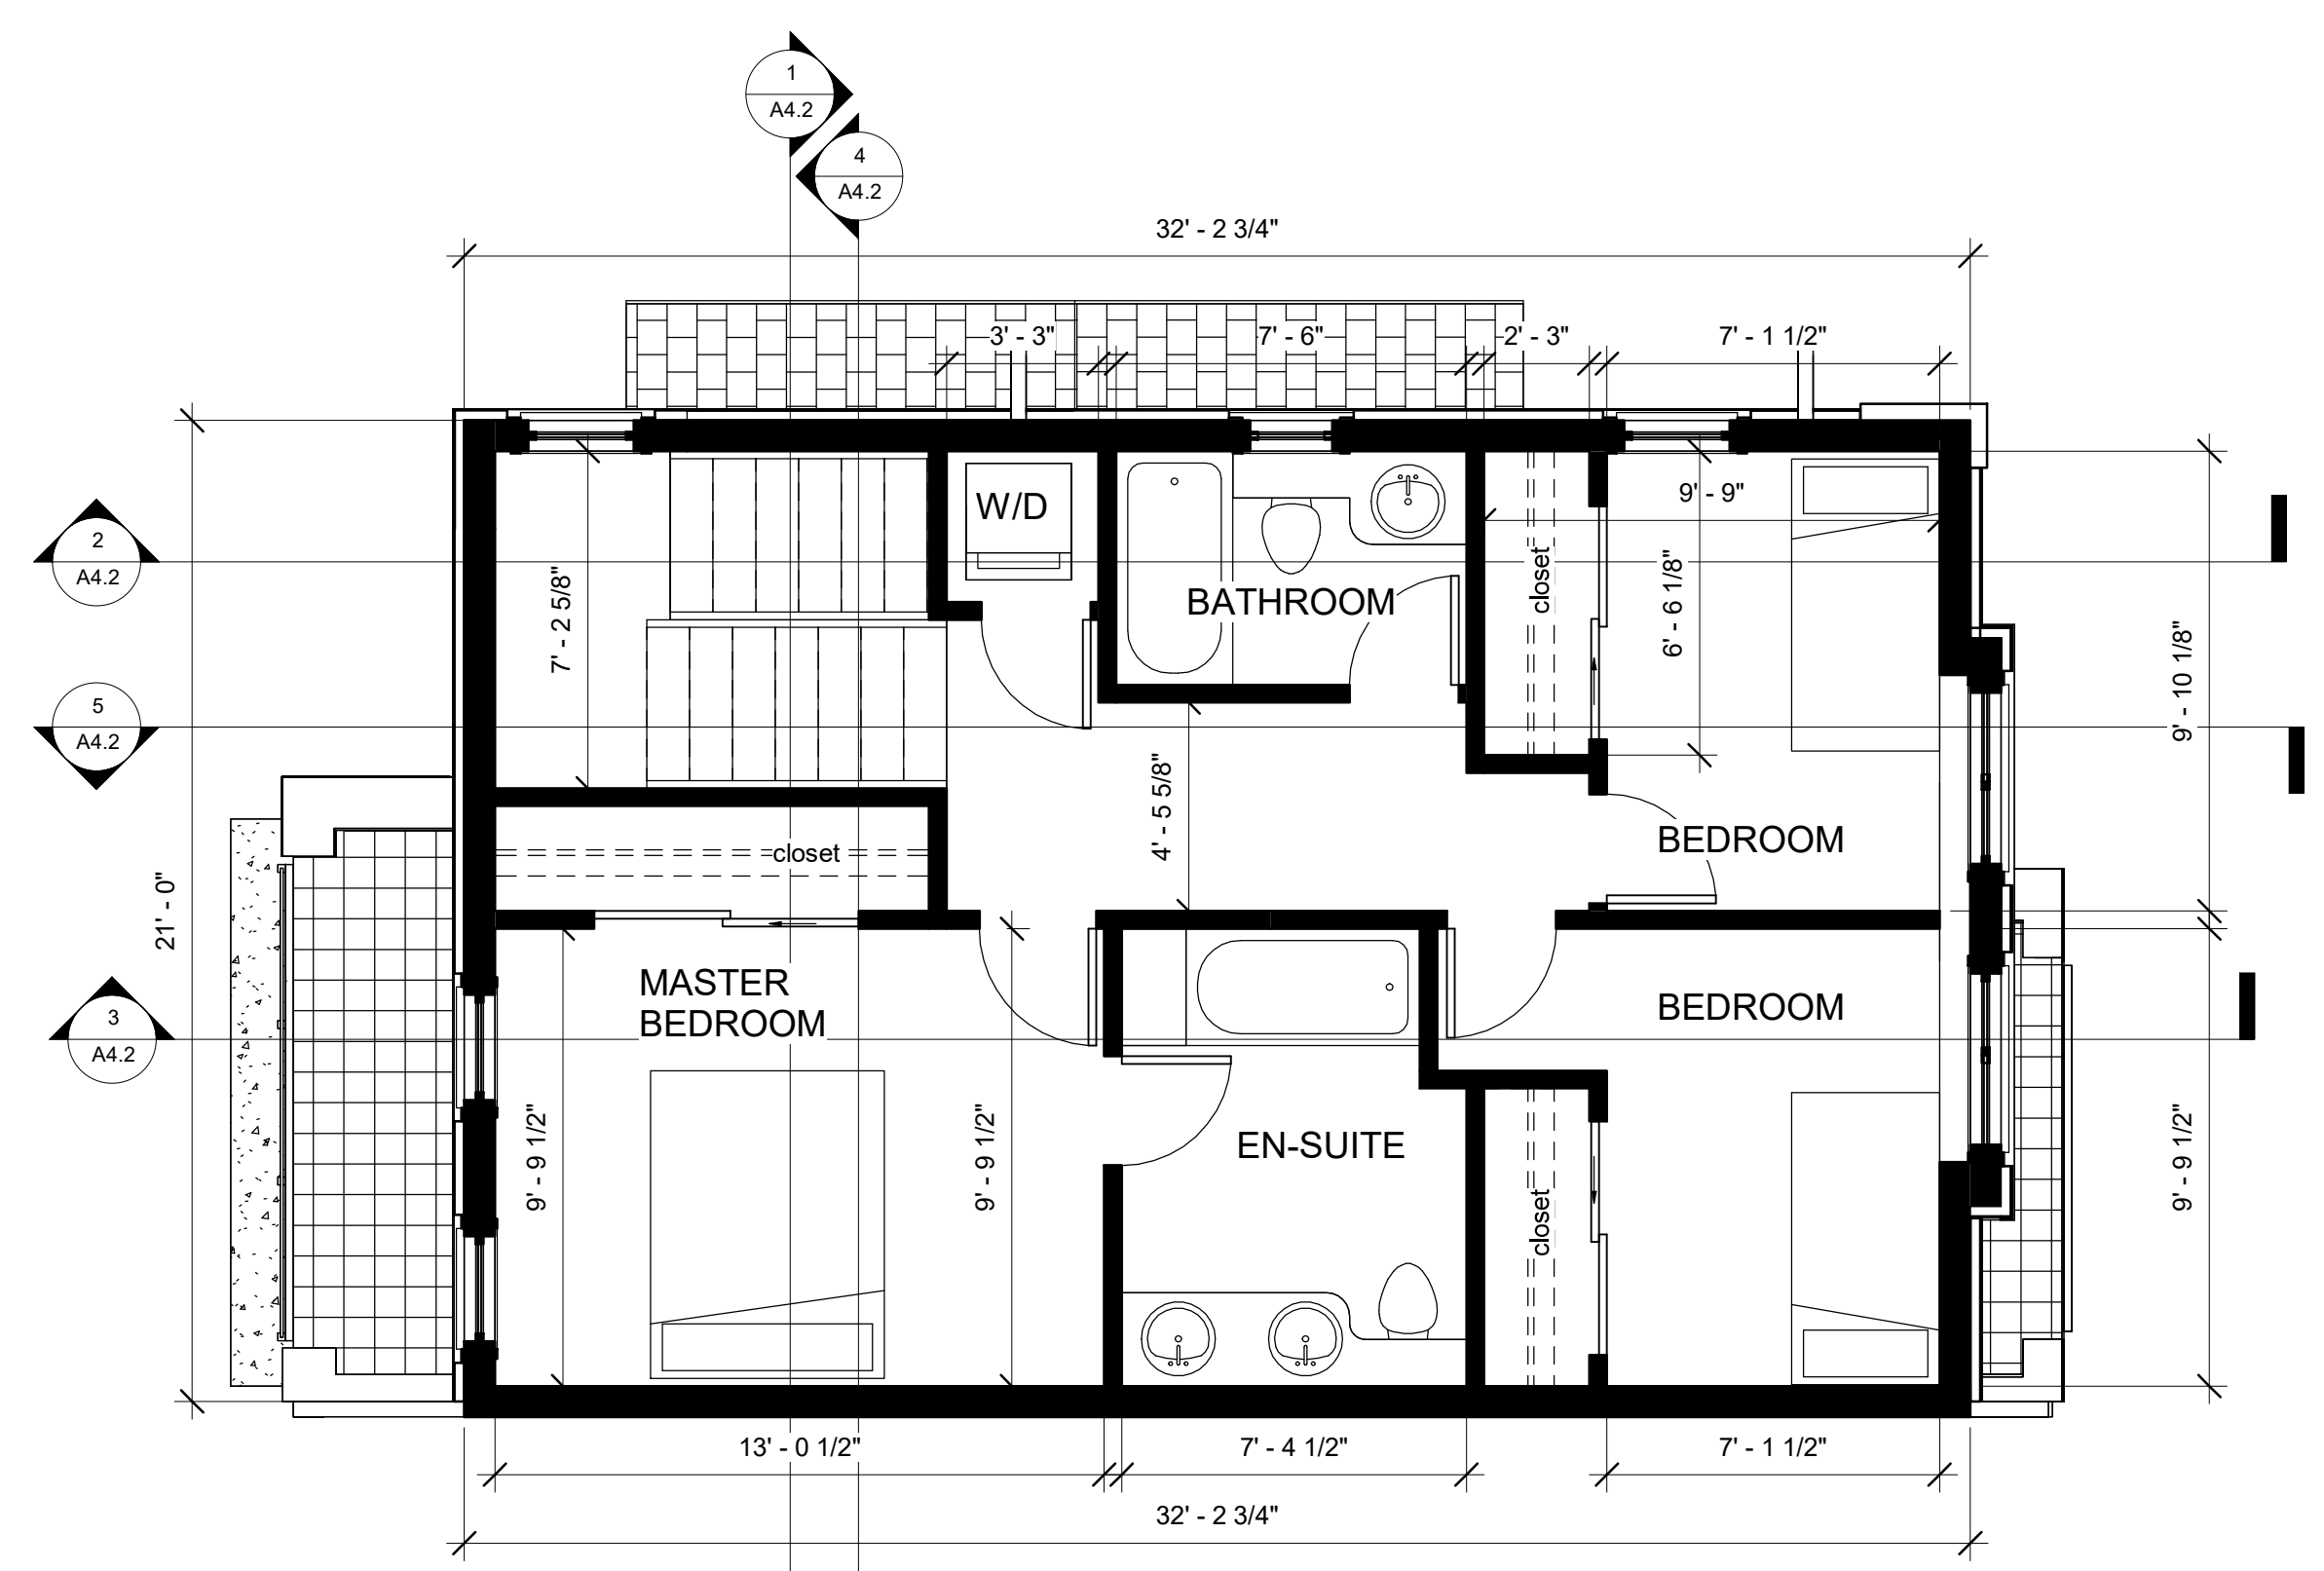 1
A4.2
4
A4.2
32' - 2 3/4"
3' - 3"
7' - 6"
2' - 3"
7' - 1 1/2"
W/D
9' - 9"
2
A4.2
closet
7' - 2 5/8"
BATHROOM
6' - 6 1/8"
9' - 10 1/8"
5
A4.2
4' - 5 5/8"
BEDROOM
closet
21' - 0"
MASTER
BEDROOM
BEDROOM
3
A4.2
9' - 9 1/2"
9' - 9 1/2"
EN-SUITE
9' - 9 1/2"
closet
13' - 0 1/2"
7' - 4 1/2"
7' - 1 1/2"
32' - 2 3/4"